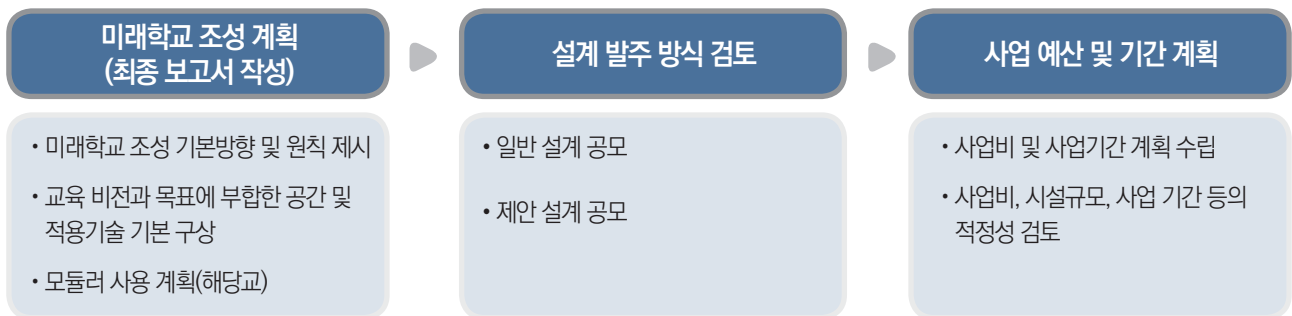 미래학교 조성 계획
(최종 보고서 작성)
• 미래학교 조성 기본방향 및 원칙 제시
• 교육 비전과 목표에 부합한 공간 및
적용기술 기본 구상
• 모듈러 사용 계획(해당교)
설계 발주 방식 검토
• 일반 설계 공모
• 제안 설계 공모
사업 예산 및 기간 계획
• 사업비 및 사업기간 계획 수립
• 사업비, 시설규모, 사업 기간 등의
적정성 검토